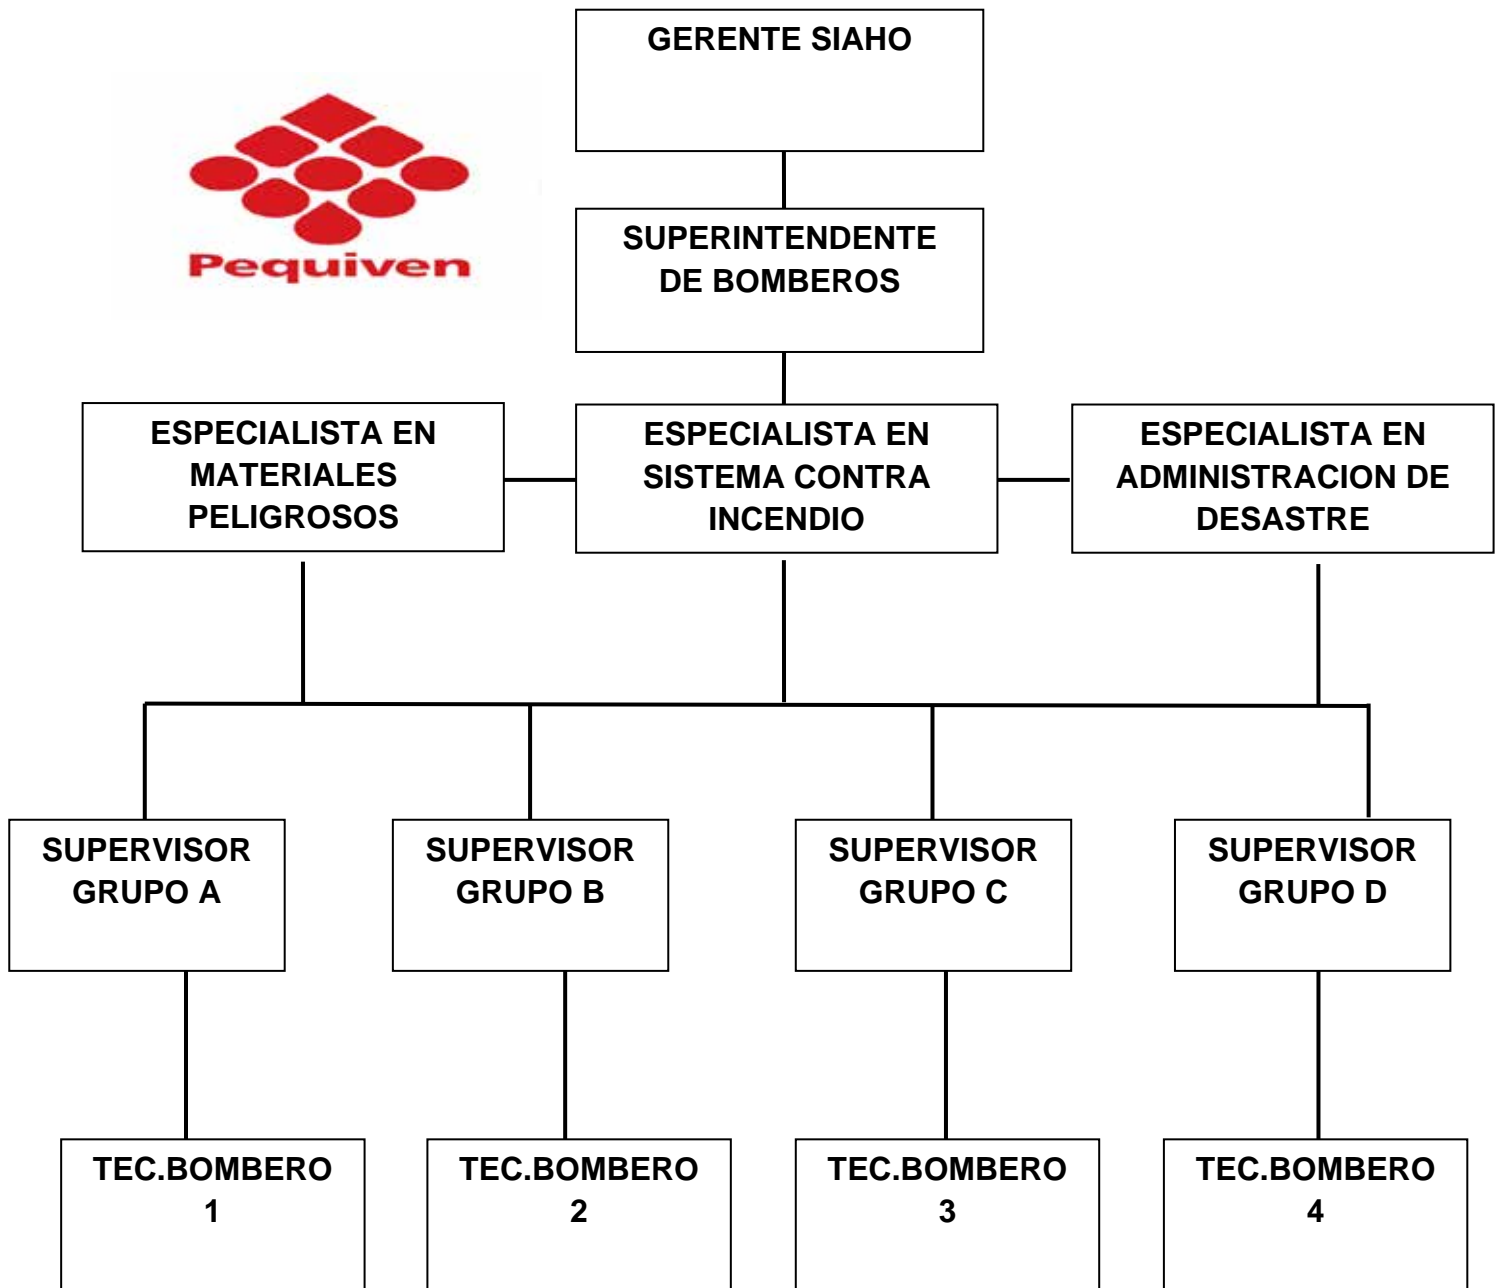 GERENTE SIAHO
Pequiven
SUPERINTENDENTE
DE BOMBEROS
ESPECIALISTA EN
MATERIALES
PELIGROSOS
ESPECIALISTA EN
SISTEMA CONTRA
INCENDIO
ESPECIALISTA EN
ADMINISTRACION DE
DESASTRE
SUPERVISOR
GRUPO A
SUPERVISOR
GRUPO B
SUPERVISOR
GRUPO C
SUPERVISOR
GRUPO D
TEC.BOMBERO
1
TEC.BOMBERO
2
TEC.BOMBERO
3
TEC.BOMBERO
4